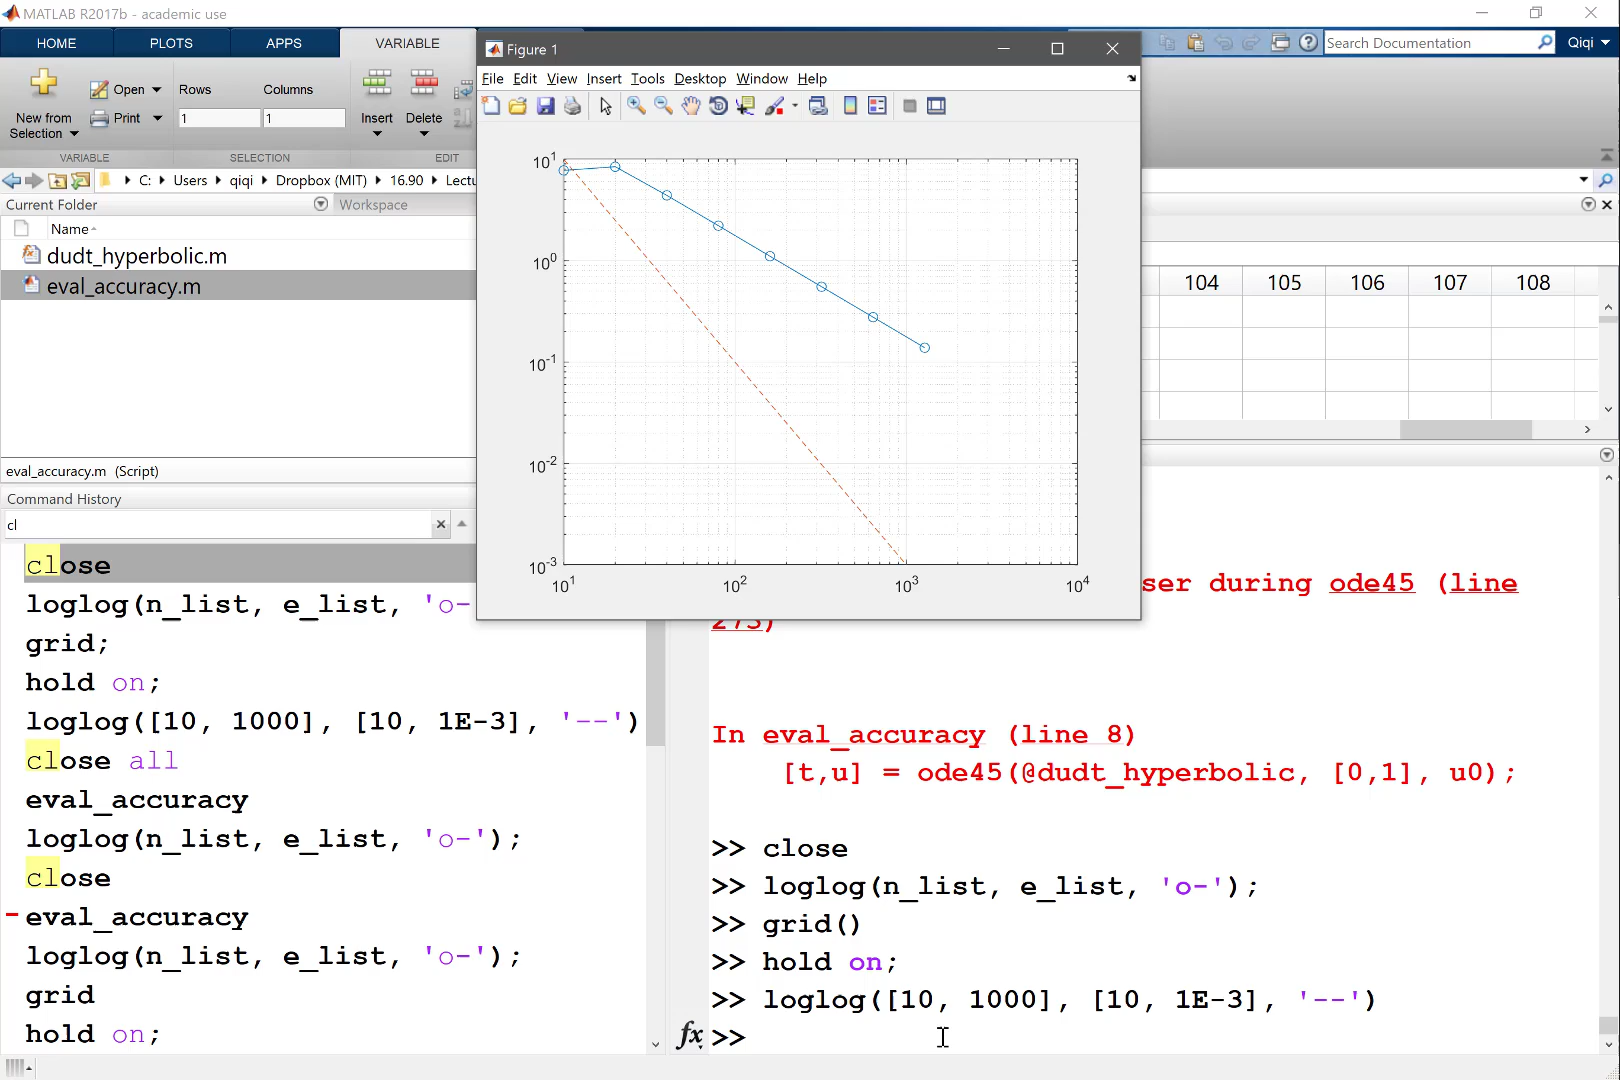 MATLAB R2017b - academic use
HOME PLOTS APPS VARIABLE
Search Documentation Qiqi
New from Selection
Open
Print
Rows Columns
1 1
Insert Delete
VARIABLE SELECTION EDIT
C: Users qiqi Dropbox (MIT) 16.90 Lectu
Current Folder Workspace
Name
dudt_hyperbolic.m
eval_accuracy.m
eval_accuracy.m (Script)
Command History
cl
close
loglog(n_list, e_list, 'o-
grid;
hold on;
loglog([10, 1000], [10, 1E-3], '--')
close all
eval_accuracy
loglog(n_list, e_list, 'o-');
close
eval_accuracy
loglog(n_list, e_list, 'o-');
grid
hold on;
Figure 1
File Edit View Insert Tools Desktop Window Help
10^1
10^0
10^-1
10^-2
10^-3
10^1 10^2 10^3 10^4
104 105 106 107 108
ser during ode45 (line
273)
In eval_accuracy (line 8)
[t,u] = ode45(@dudt_hyperbolic, [0,1], u0);
>> close
>> loglog(n_list, e_list, 'o-');
>> grid()
>> hold on;
>> loglog([10, 1000], [10, 1E-3], '--')
fx >>